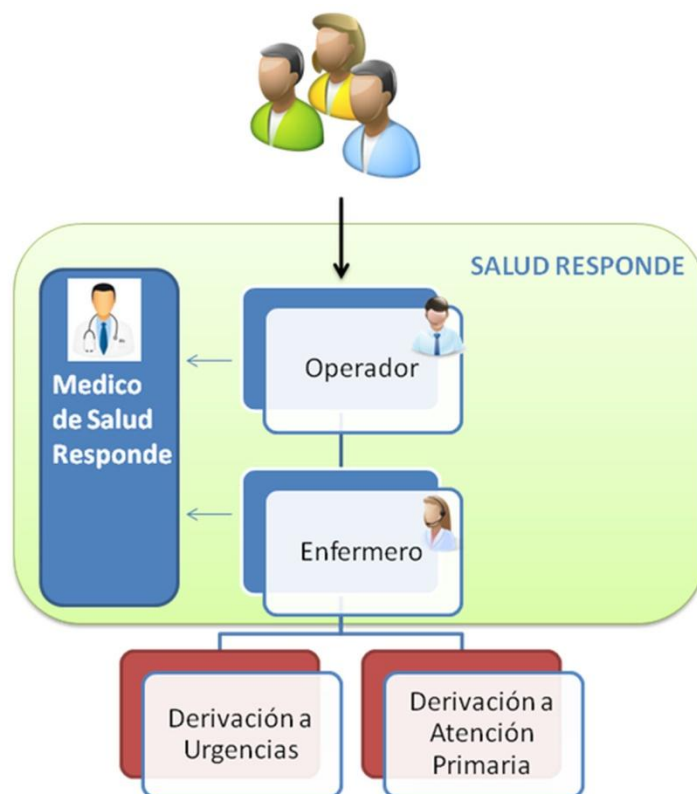 SALUD RESPONDE
Medico
de Salud
Responde
Operador
Enfermero
Derivación a
Urgencias
Derivación a
Atención
Primaria